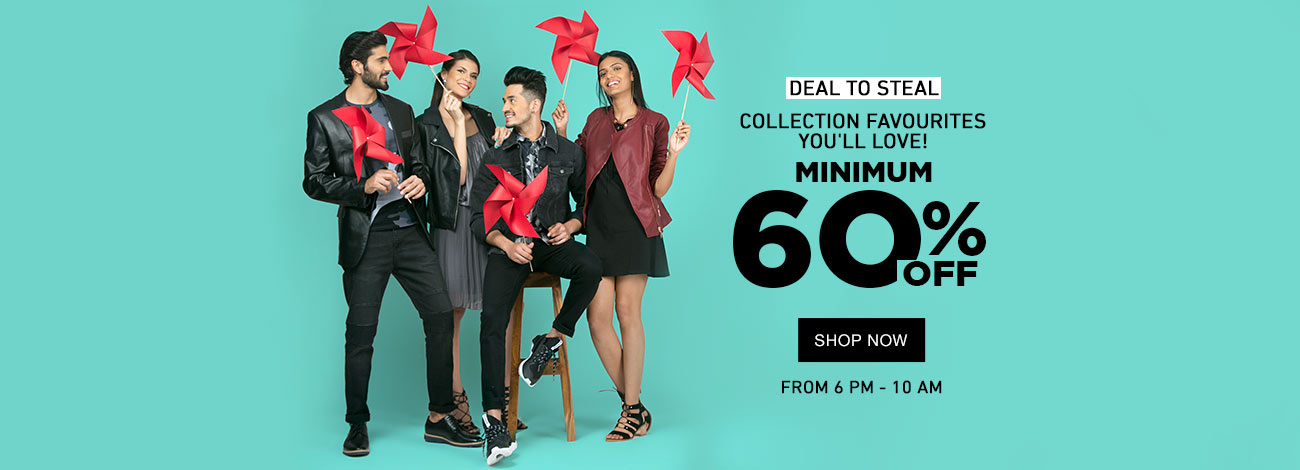 DEAL TO STEAL
COLLECTION FAVOURITES
YOU'LL LOVE!
MINIMUM
60%
OFF
SHOP NOW
FROM 6 PM - 10 AM